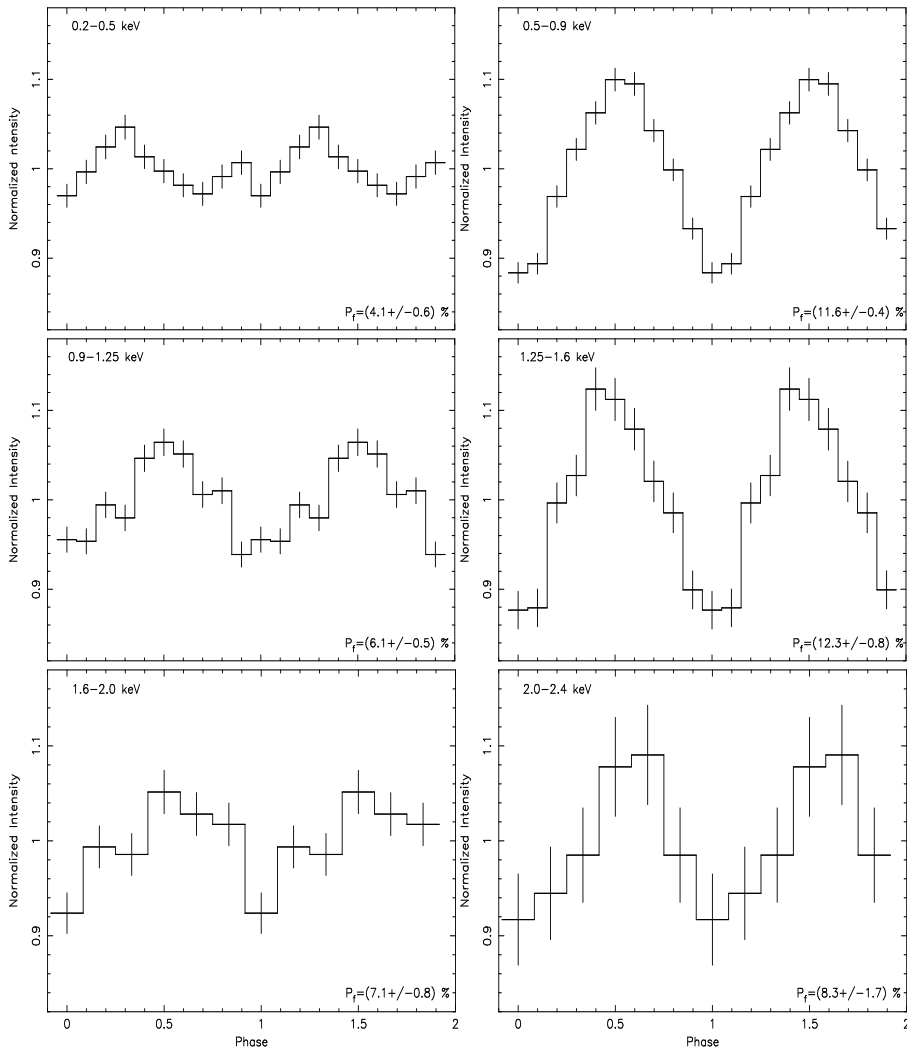 0.2−0.5 keV
1.1
1
0.9
Normalized Ntensity
P_f=(4.1+/−0.6) %
0.5−0.9 keV
1.1
1
0.9
Normalized Intensity
P_f=(11.6+/−0.4) %
0.9−1.25 keV
1.1
1
0.9
Normalized Intensity
P_f=(6.1+/−0.5) %
1.25−1.6 keV
1.1
1
0.9
Normalized Intensity
P_f=(12.3+/−0.8) %
1.6−2.0 keV
1.1
1
0.9
Normalized Intensity
P_f=(7.1+/−0.8) %
0 0.5 1 1.5 2
Phase
2.0−2.4 keV
1.1
1
0.9
Normalized Intensity
P_f=(8.3+/−1.7) %
0 0.5 1 1.5 2
Phase